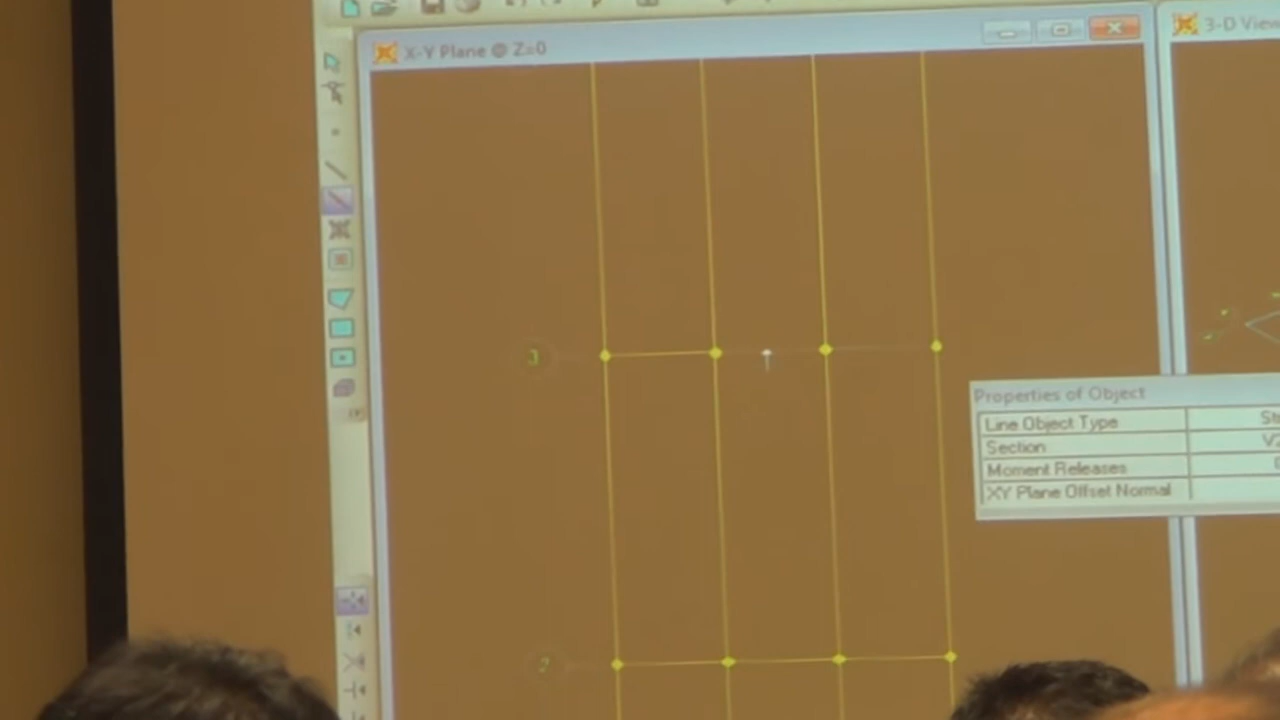 X-Y Plane @ Z=0
3-D View
3
Properties of Object
Line Object Type
Section
Moment Releases
XY Plane Offset Normal
2